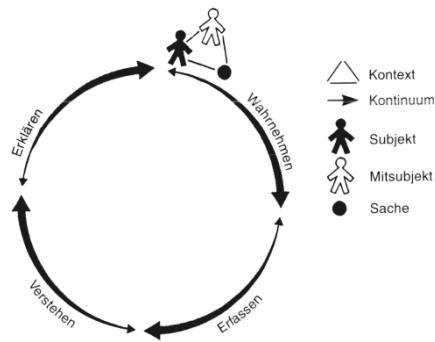 Wahrnehmen
Erfassen
Verstehen
Erklären
Kontext
Kontinuum
Subjekt
Mitsubjekt
Sache